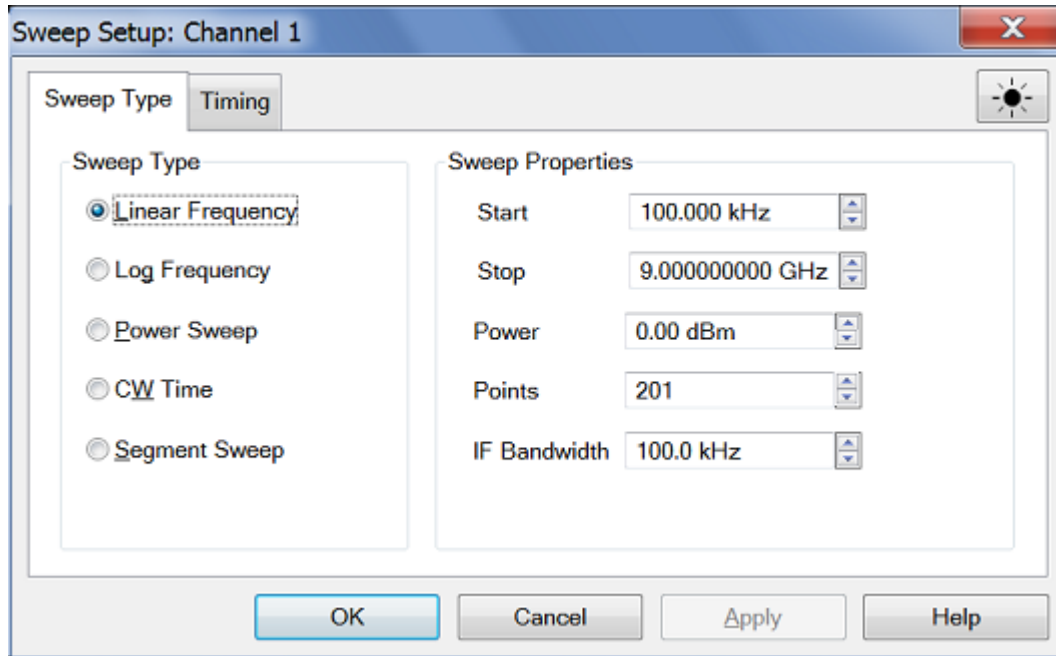 Sweep Setup: Channel 1
Sweep Type
Timing
Sweep Type
Linear Frequency
Log Frequency
Power Sweep
CW Time
Segment Sweep
Sweep Properties
Start 100.000 kHz
Stop 9.000000000 GHz
Power 0.00 dBm
Points 201
IF Bandwidth 100.0 kHz
OK
Cancel
Apply
Help